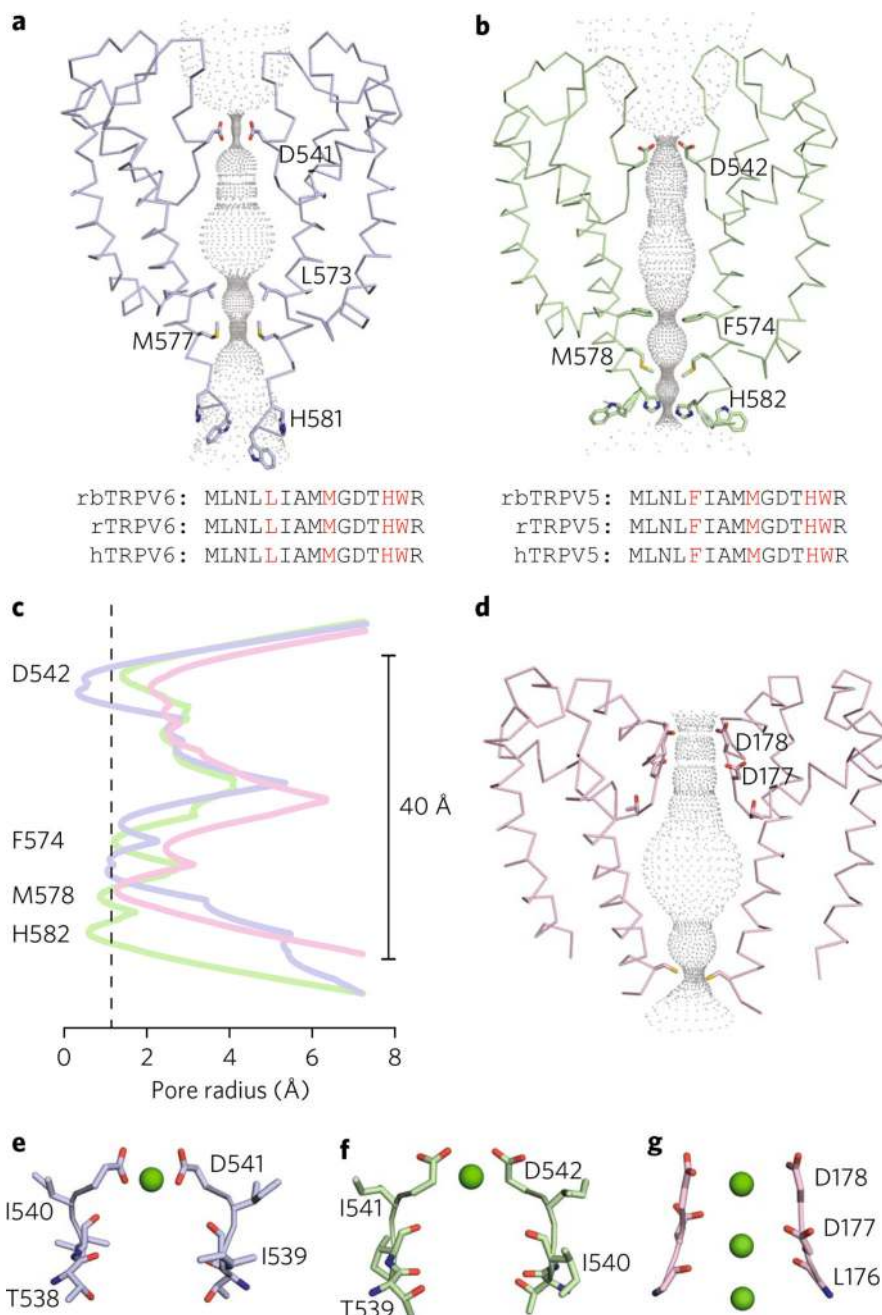 a
D541
L573
M577
H581
rbTRPV6: MLNLLIAMMGDTHWR
rTRPV6: MLNLLIAMMGDTHWR
hTRPV6: MLNLLIAMMGDTHWR
b
D542
F574
M578
H582
rbTRPV5: MLNLFIAMMGDTHWR
rTRPV5: MLNLFIAMMGDTHWR
hTRPV5: MLNLFIAMMGDTHWR
c
D542
F574
M578
H582
40 Å
0 2 4 6 8
Pore radius (Å)
d
D178
D177
e
D541
I540
I539
T538
f
D542
I541
I540
T539
g
D178
D177
L176